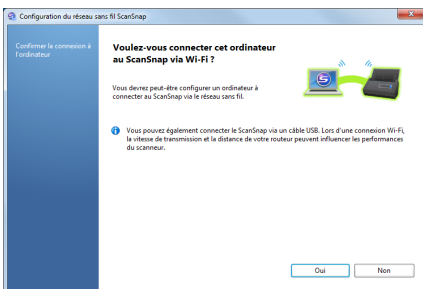 Configuration du réseau sans fil ScanSnap
Confirmer la connexion à
l'ordinateur
Voulez-vous connecter cet ordinateur
au ScanSnap via Wi-Fi ?
Vous devrez peut-être configurer un ordinateur à
connecter au ScanSnap via le réseau sans fil.
Vous pouvez également connecter le ScanSnap via un câble USB. Lors d'une connexion Wi-Fi,
la vitesse de transmission et la distance de votre routeur peuvent influencer les performances
du scanneur.
Oui
Non